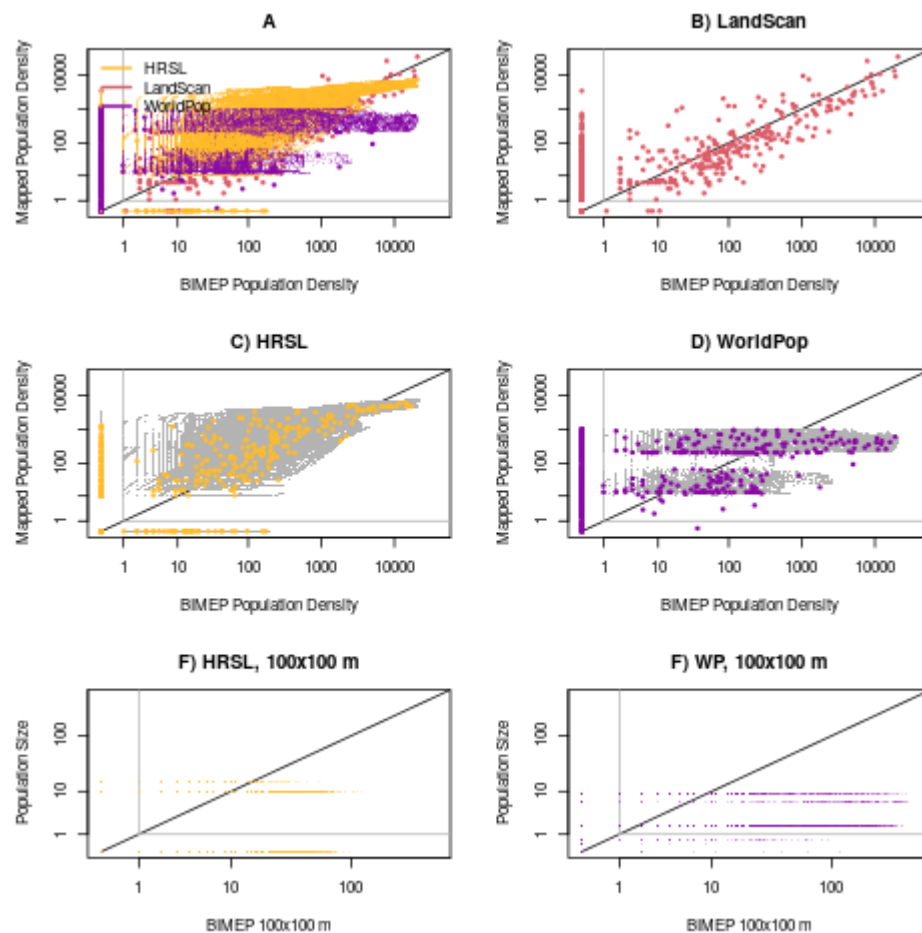 A
B) LandScan
Mapped Population Density
10000
100
1
HRSL
LandScan
WorldPop
1 10 100 1000 10000
BIMEP Population Density
Mapped Population Density
10000
100
1
1 10 100 1000 10000
BIMEP Population Density
C) HRSL
D) WorldPop
Mapped Population Density
10000
100
1
1 10 100 1000 10000
BIMEP Population Density
Mapped Population Density
10000
100
1
1 10 100 1000 10000
BIMEP Population Density
F) HRSL, 100x100 m
F) WP, 100x100 m
Population Size
100
10
1
1 10 100
BIMEP 100x100 m
Population Size
100
10
1
1 10 100
BIMEP 100x100 m